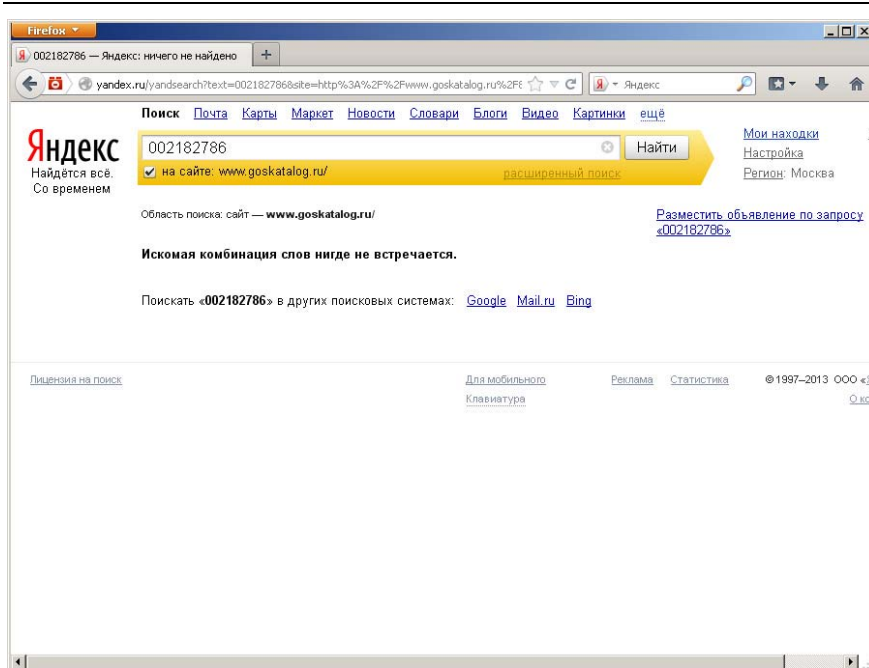 Firefox
002182786 — Яндекс: ничего не найдено
yandex.ru/yandsearch?text=002182786&site=http%3A%2F%2Fwww.goskatalog.ru%2F&
Яндекс
Поиск Почта Карты Маркет Новости Словари Блоги Видео Картинки ещё
Яндекс
Найдётся всё.
Со временем
002182786
Найти
на сайте: www.goskatalog.ru/
расширенный поиск
Мои находки
Настройка
Регион: Москва
Область поиска: сайт — www.goskatalog.ru/
Разместить объявление по запросу
«002182786»
Искомая комбинация слов нигде не встречается.
Поискать «002182786» в других поисковых системах: Google Mail.ru Bing
Лицензия на поиск
Для мобильного
Клавиатура
Реклама
Статистика
© 1997–2013 ООО «
О ко